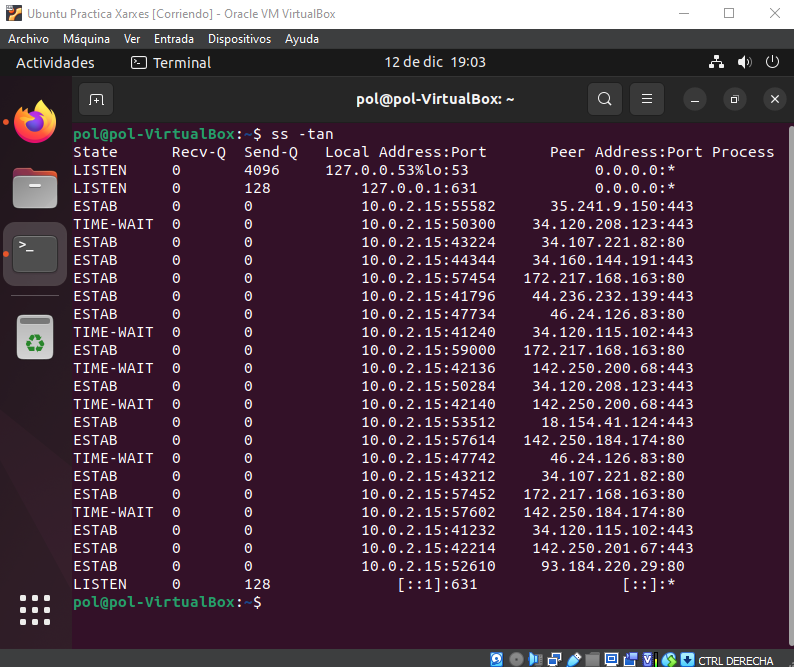 Ubuntu Practica Xarxes [Corriendo] - Oracle VM VirtualBox
Archivo Máquina Ver Entrada Dispositivos Ayuda
Actividades Terminal 12 de dic 19:03
pol@pol-VirtualBox: ~
pol@pol-VirtualBox:~$ ss -tan
State Recv-Q Send-Q Local Address:Port Peer Address:Port Process
LISTEN 0 4096 127.0.0.53%lo:53 0.0.0.0:*
LISTEN 0 128 127.0.0.1:631 0.0.0.0:*
ESTAB 0 0 10.0.2.15:55582 35.241.9.150:443
TIME-WAIT 0 0 10.0.2.15:50300 34.120.208.123:443
ESTAB 0 0 10.0.2.15:43224 34.107.221.82:80
ESTAB 0 0 10.0.2.15:44344 34.160.144.191:443
ESTAB 0 0 10.0.2.15:57454 172.217.168.163:80
ESTAB 0 0 10.0.2.15:41796 44.236.232.139:443
ESTAB 0 0 10.0.2.15:47734 46.24.126.83:80
TIME-WAIT 0 0 10.0.2.15:41240 34.120.115.102:443
ESTAB 0 0 10.0.2.15:59000 172.217.168.163:80
TIME-WAIT 0 0 10.0.2.15:42136 142.250.200.68:443
ESTAB 0 0 10.0.2.15:50284 34.120.208.123:443
TIME-WAIT 0 0 10.0.2.15:42140 142.250.200.68:443
ESTAB 0 0 10.0.2.15:53512 18.154.41.124:443
ESTAB 0 0 10.0.2.15:57614 142.250.184.174:80
TIME-WAIT 0 0 10.0.2.15:47742 46.24.126.83:80
ESTAB 0 0 10.0.2.15:43212 34.107.221.82:80
ESTAB 0 0 10.0.2.15:57452 172.217.168.163:80
TIME-WAIT 0 0 10.0.2.15:57602 142.250.184.174:80
ESTAB 0 0 10.0.2.15:41232 34.120.115.102:443
ESTAB 0 0 10.0.2.15:42214 142.250.201.67:443
ESTAB 0 0 10.0.2.15:52610 93.184.220.29:80
LISTEN 0 128 [::1]:631 [::]:*
pol@pol-VirtualBox:~$
CTRL DERECHA